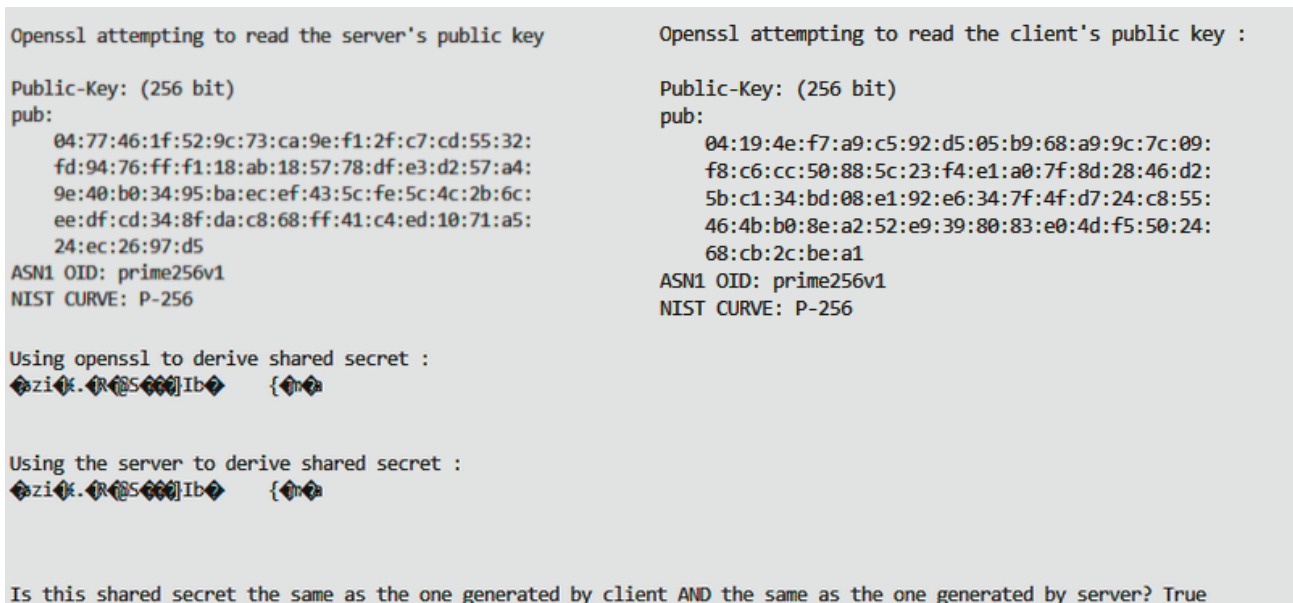 Openssl attempting to read the server's public key
Public-Key: (256 bit)
pub:
04:77:46:1f:52:9c:73:ca:9e:f1:2f:c7:cd:55:32:
fd:94:76:ff:f1:18:ab:18:57:78:df:e3:d2:57:a4:
9e:40:b0:34:95:ba:ec:ef:43:5c:fe:5c:4c:2b:6c:
ee:df:cd:34:8f:da:c8:68:ff:41:c4:ed:10:71:a5:
24:ec:26:97:d5
ASN1 OID: prime256v1
NIST CURVE: P-256
Openssl attempting to read the client's public key :
Public-Key: (256 bit)
pub:
04:19:4e:f7:a9:c5:92:d5:05:b9:68:a9:9c:7c:09:
f8:c6:cc:50:88:5c:23:f4:e1:a0:7f:8d:28:46:d2:
5b:c1:34:bd:08:e1:92:e6:34:7f:4f:d7:24:c8:55:
46:4b:b0:8e:a2:52:e9:39:80:83:e0:4d:f5:50:24:
68:cb:2c:be:a1
ASN1 OID: prime256v1
NIST CURVE: P-256
Using openssl to derive shared secret :
Using the server to derive shared secret :
Is this shared secret the same as the one generated by client AND the same as the one generated by server? True